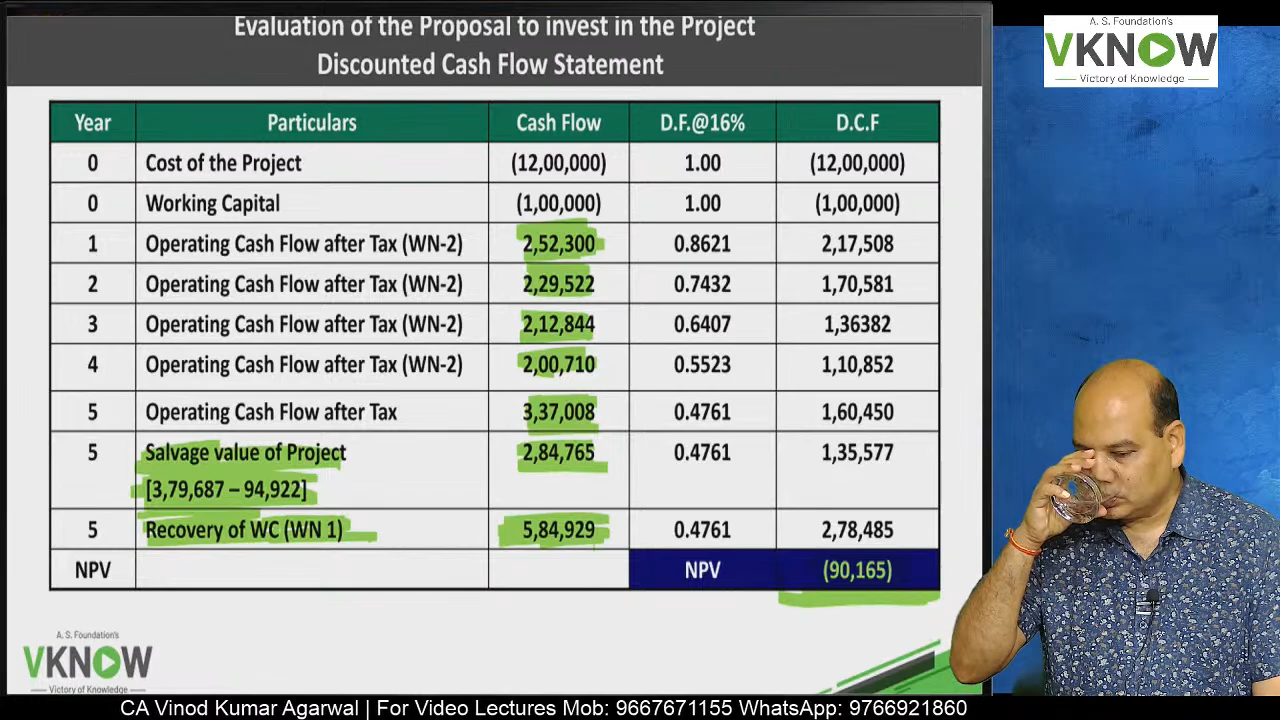 Evaluation of the Proposal to invest in the Project
Discounted Cash Flow Statement
A. S. Foundation's
VKNOW
Victory of Knowledge
Year Particulars Cash Flow D.F.@16% D.C.F
0 Cost of the Project (12,00,000) 1.00 (12,00,000)
0 Working Capital (1,00,000) 1.00 (1,00,000)
1 Operating Cash Flow after Tax (WN-2) 2,52,300 0.8621 2,17,508
2 Operating Cash Flow after Tax (WN-2) 2,29,522 0.7432 1,70,581
3 Operating Cash Flow after Tax (WN-2) 2,12,844 0.6407 1,36382
4 Operating Cash Flow after Tax (WN-2) 2,00,710 0.5523 1,10,852
5 Operating Cash Flow after Tax 3,37,008 0.4761 1,60,450
5 Salvage value of Project 2,84,765 0.4761 1,35,577
[3,79,687 – 94,922]
5 Recovery of WC (WN 1) 5,84,929 0.4761 2,78,485
NPV NPV (90,165)
A. S. Foundation's
VKNOW
Victory of Knowledge
CA Vinod Kumar Agarwal | For Video Lectures Mob: 9667671155 WhatsApp: 9766921860